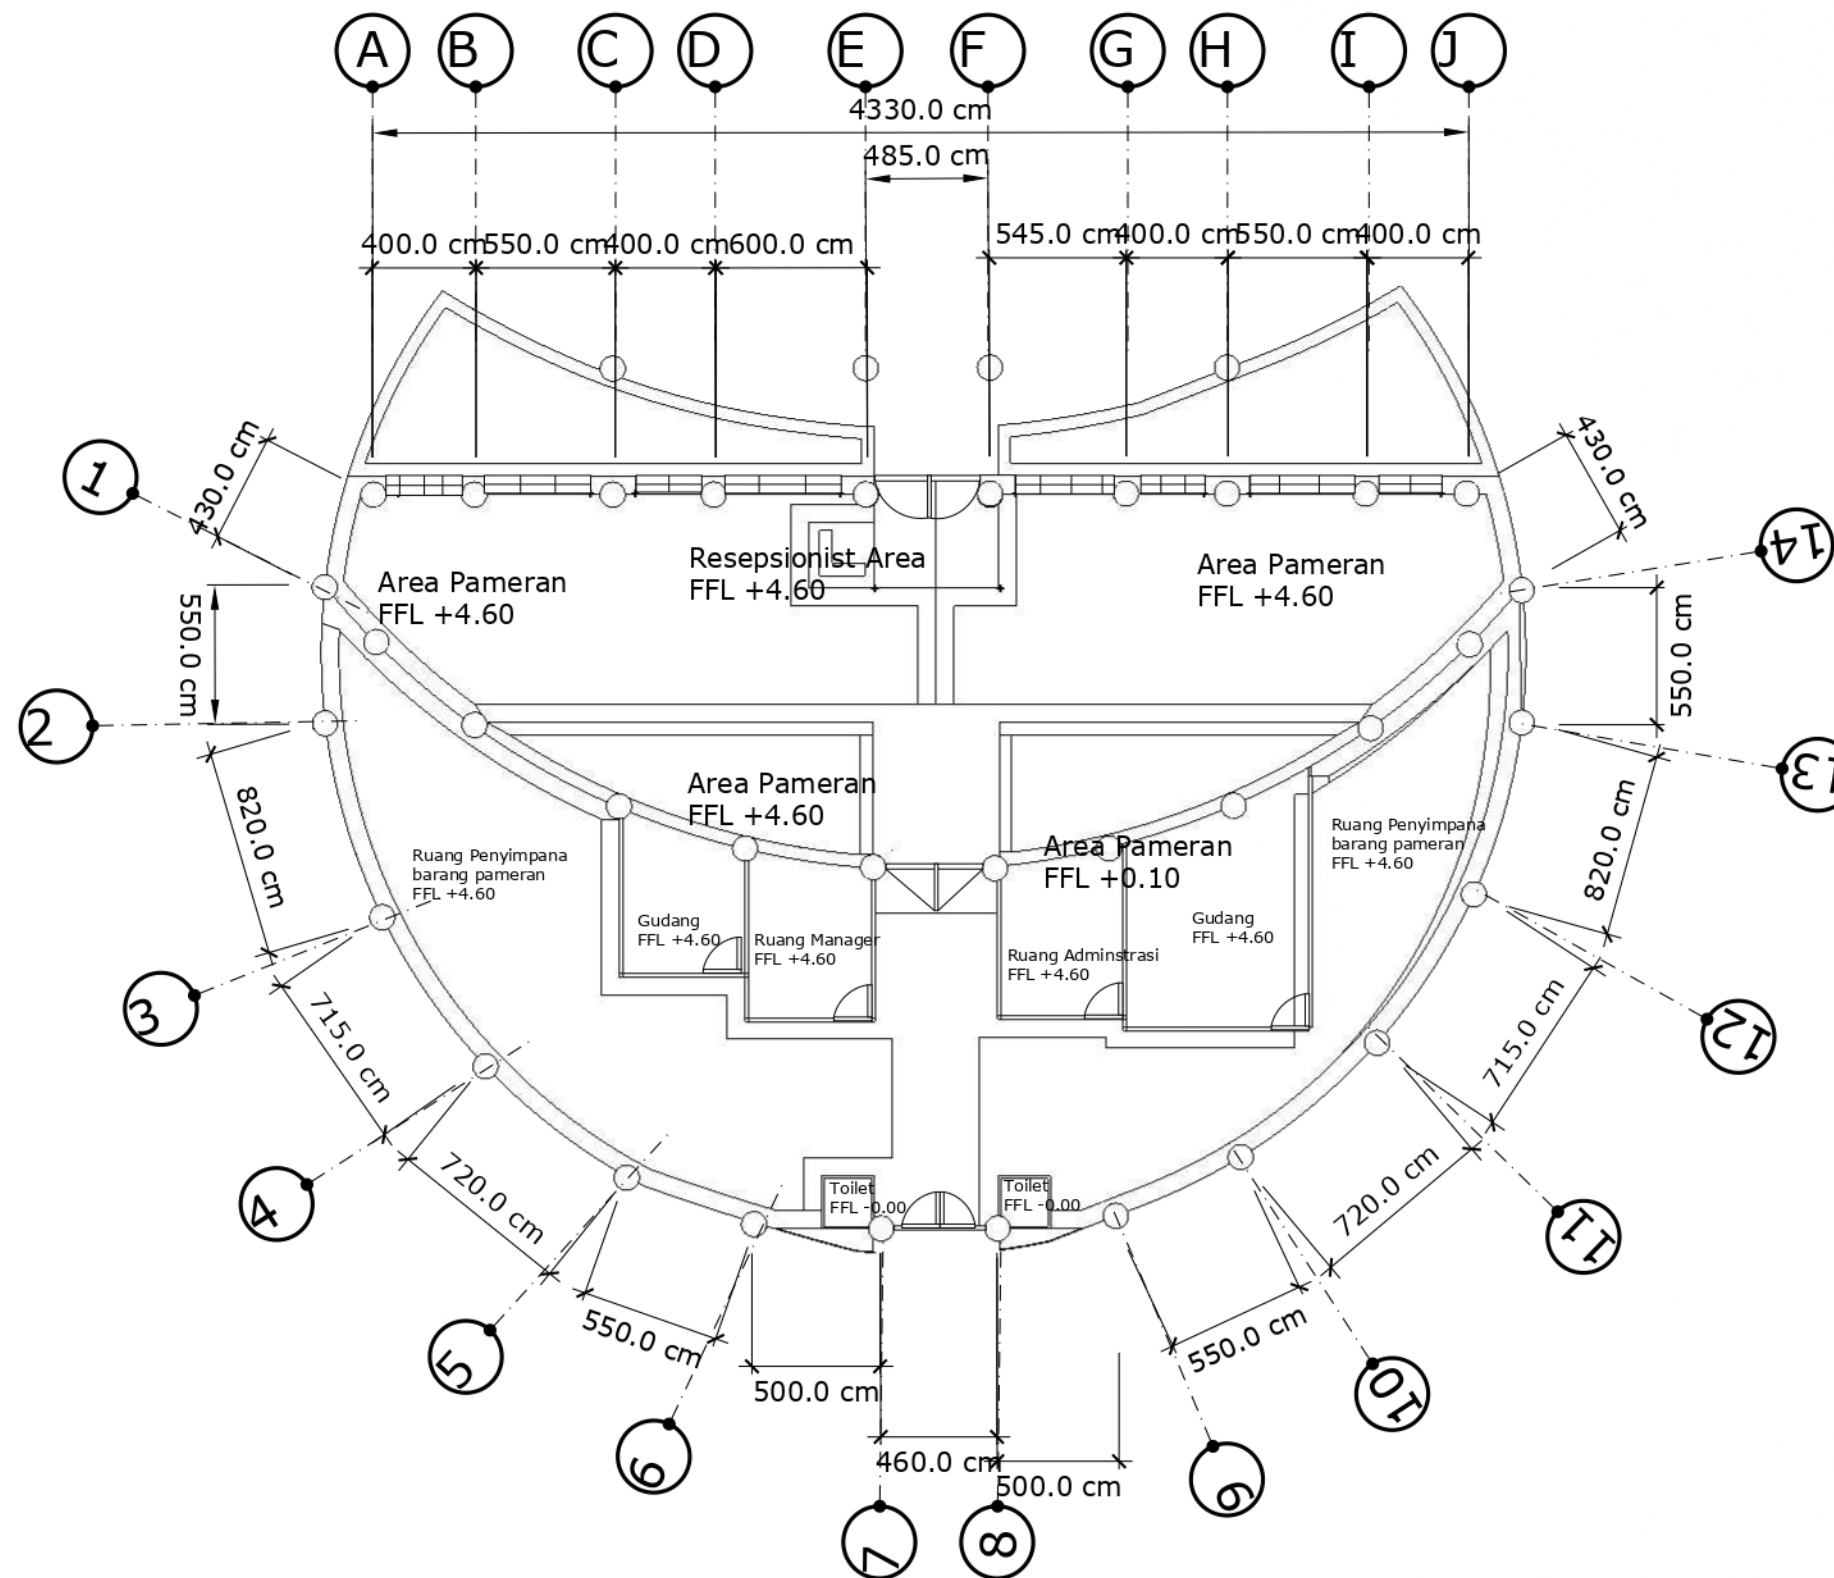 A B C D E F G H I J
4330.0 cm
485.0 cm
400.0 cm 550.0 cm 400.0 cm 600.0 cm
545.0 cm 400.0 cm 550.0 cm 400.0 cm
430.0 cm
430.0 cm
1
14
550.0 cm
550.0 cm
Area Pameran
FFL +4.60
Resepsionist Area
FFL +4.60
Area Pameran
FFL +4.60
2
13
820.0 cm
820.0 cm
Area Pameran
FFL +4.60
Area Pameran
FFL +0.10
Ruang Penyimpana
barang pameran
FFL +4.60
Ruang Penyimpana
barang pameran
FFL +4.60
Gudang
FFL +4.60
Ruang Manager
FFL +4.60
Ruang Adminstrasi
FFL +4.60
Gudang
FFL +4.60
3
12
715.0 cm
715.0 cm
4
11
720.0 cm
720.0 cm
Toilet
FFL -0.00
Toilet
FFL -0.00
5
10
550.0 cm
550.0 cm
500.0 cm
460.0 cm
500.0 cm
6
9
7
8